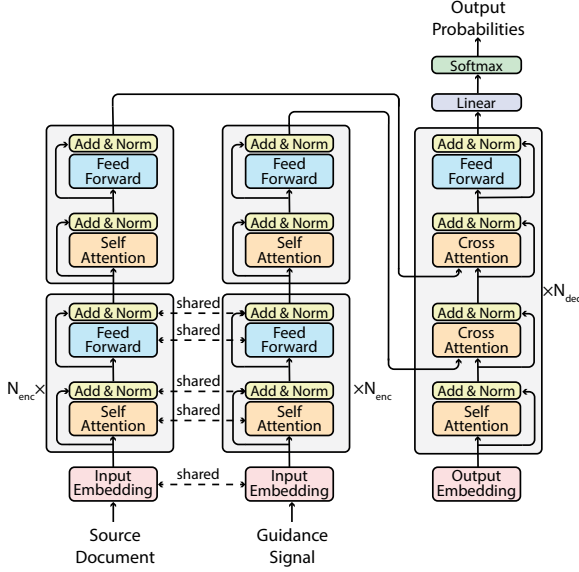 Output
Probabilities
Softmax
Linear
Add & Norm
Feed
Forward
Add & Norm
Self
Attention
Add & Norm
Feed
Forward
Add & Norm
Self
Attention
Add & Norm
Feed
Forward
Add & Norm
Cross
Attention
×N dec
shared
shared
shared
shared
shared
N enc ×
Add & Norm
Feed
Forward
Add & Norm
Self
Attention
Add & Norm
Feed
Forward
Add & Norm
Self
Attention
×N enc
Add & Norm
Cross
Attention
Add & Norm
Self
Attention
Input
Embedding
Input
Embedding
Output
Embedding
Source
Document
Guidance
Signal